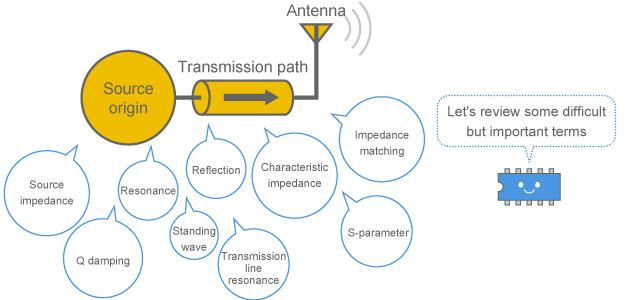 Antenna
Transmission path
Source
origin
Let's review some difficult
but important terms
Impedance
matching
Reflection
Characteristic
impedance
Source
impedance
Resonance
Standing
wave
S-parameter
Q damping
Transmission
line
resonance